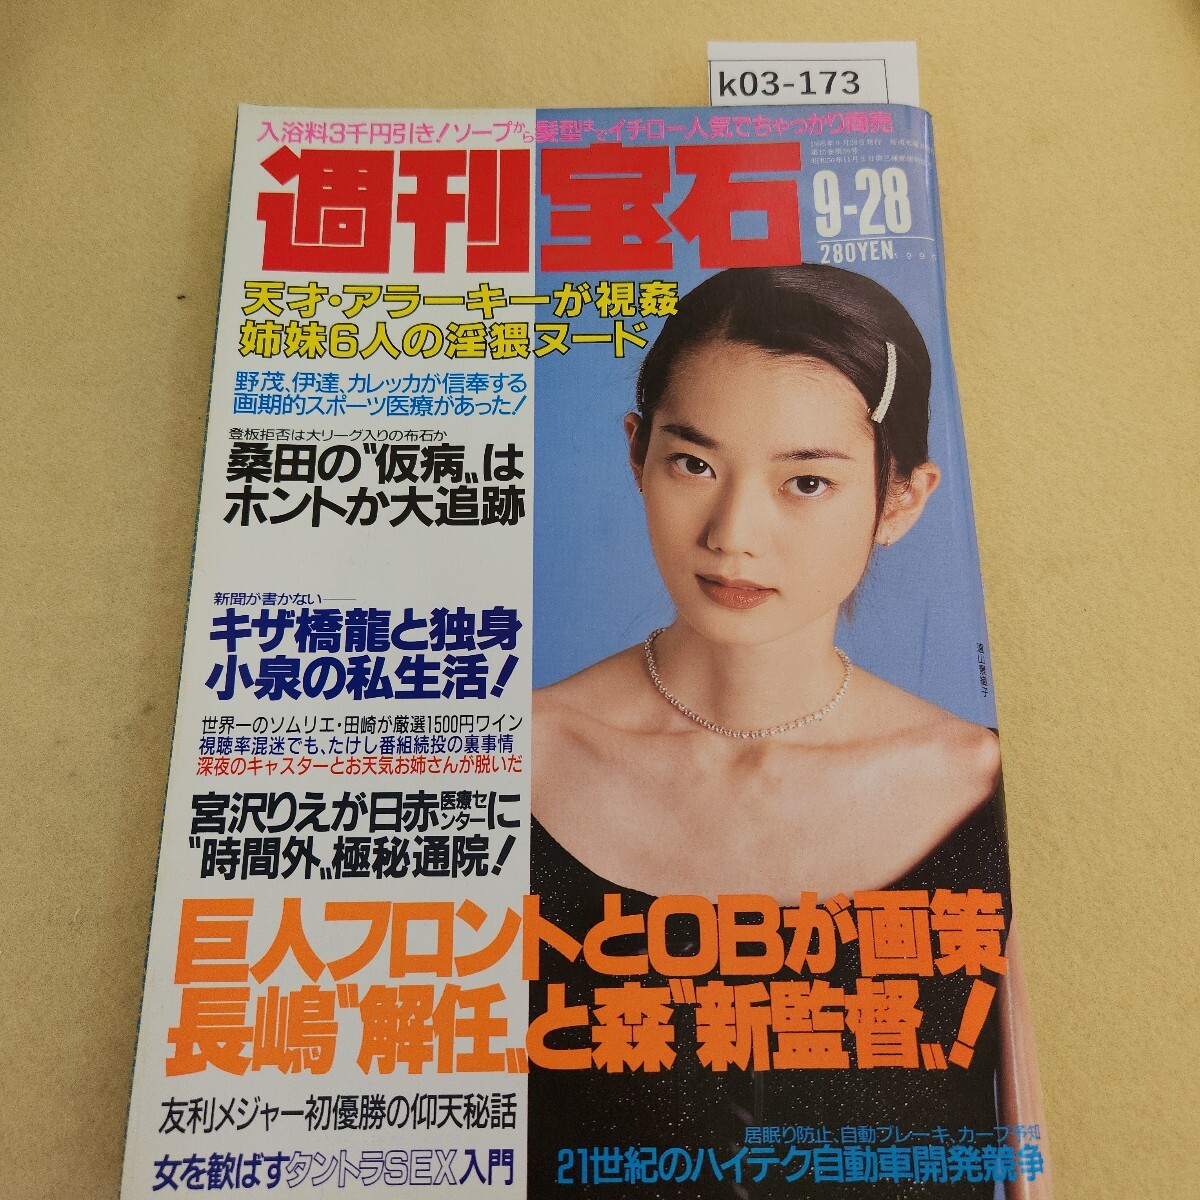 k03-173
入浴料3千円引き!ソープから髪型までイチロー人気でちゃっかり商売
週刊宝石
9-28
280YEN
天才・アラーキーが視姦
姉妹6人の淫猥ヌード
野茂、伊達、カレッカが信奉する
画期的スポーツ医療があった!
登板拒否は大リーグ入りの布石か
桑田の〝仮病〟は
ホントか大追跡
新聞が書かない──
キザ橋龍と独身
小泉の私生活!
世界一のソムリエ・田崎が厳選1500円ワイン
視聴率混迷でも、たけし番組続投の裏事情
深夜のキャスターとお天気お姉さんが脱いだ
宮沢りえが日赤医療センターに
〝時間外〟極秘通院!
巨人フロントとOBが画策
長嶋〝解任〟と森〝新監督〟!
友利メジャー初優勝の仰天秘話
女を歓ばすタントラSEX入門
居眠り防止、自動ブレーキ、カーブ予知
21世紀のハイテク自動車開発競争